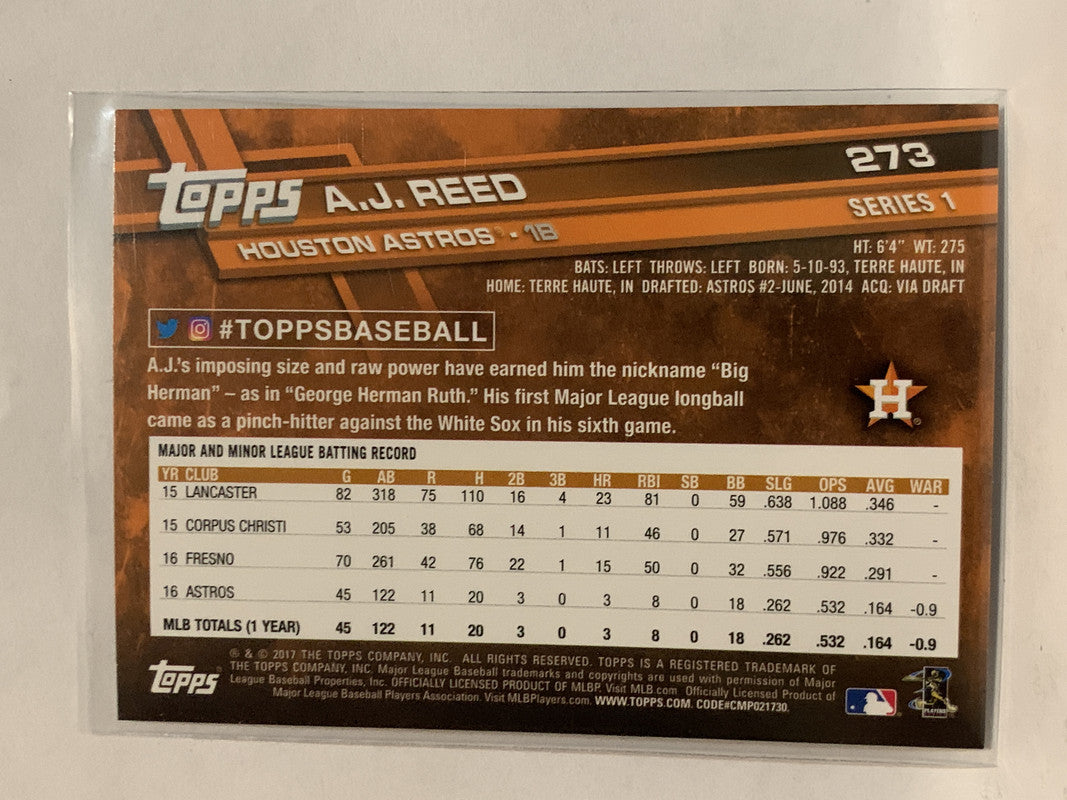 TOPPS A.J. REED 273
HOUSTON ASTROS® - 1B SERIES 1
HT: 6'4" WT: 275
BATS: LEFT THROWS: LEFT BORN: 5-10-93, TERRE HAUTE, IN
HOME: TERRE HAUTE, IN DRAFTED: ASTROS #2-JUNE, 2014 ACQ: VIA DRAFT
#TOPPSBASEBALL
A.J.'s imposing size and raw power have earned him the nickname “Big
Herman” – as in “George Herman Ruth.” His first Major League longball
came as a pinch-hitter against the White Sox in his sixth game.
H
MAJOR AND MINOR LEAGUE BATTING RECORD
YR CLUB G AB R H 2B 3B HR RBI SB BB SLG OPS AVG WAR
15 LANCASTER 82 318 75 110 16 4 23 81 0 59 .638 1.088 .346 -
15 CORPUS CHRISTI 53 205 38 68 14 1 11 46 0 27 .571 .976 .332 -
16 FRESNO 70 261 42 76 22 1 15 50 0 32 .556 .922 .291 -
16 ASTROS 45 122 11 20 3 0 3 8 0 18 .262 .532 .164 -0.9
MLB TOTALS (1 YEAR) 45 122 11 20 3 0 3 8 0 18 .262 .532 .164 -0.9
TOPPS®
® & © 2017 THE TOPPS COMPANY, INC. ALL RIGHTS RESERVED. TOPPS IS A REGISTERED TRADEMARK OF
THE TOPPS COMPANY, INC. Major League Baseball trademarks and copyrights are used with permission of Major
League Baseball Properties, Inc. OFFICIALLY LICENSED PRODUCT OF MLBP. Visit MLB.com. Officially Licensed Product of
Major League Baseball Players Association. Visit MLBPlayers.com. WWW.TOPPS.COM. CODE#CMP021730.
PLAYERS